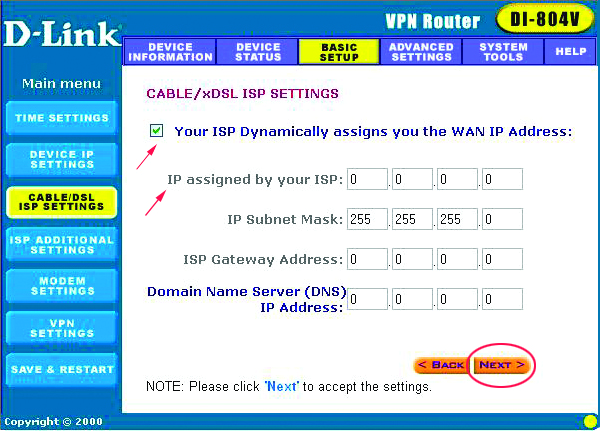 D-Link
VPN Router
DI-804V
DEVICE INFORMATION
DEVICE STATUS
BASIC SETUP
ADVANCED SETTINGS
SYSTEM TOOLS
HELP
Main menu
TIME SETTINGS
DEVICE IP SETTINGS
CABLE/DSL ISP SETTINGS
ISP ADDITIONAL SETTINGS
MODEM SETTINGS
VPN SETTINGS
SAVE & RESTART
CABLE/xDSL ISP SETTINGS
Your ISP Dynamically assigns you the WAN IP Address:
IP assigned by your ISP: 0.0.0.0
IP Subnet Mask: 255.255.255.0
ISP Gateway Address: 0.0.0.0
Domain Name Server (DNS)
IP Address: 0.0.0.0
< BACK NEXT >
NOTE: Please click 'Next' to accept the settings.
Copyright © 2000